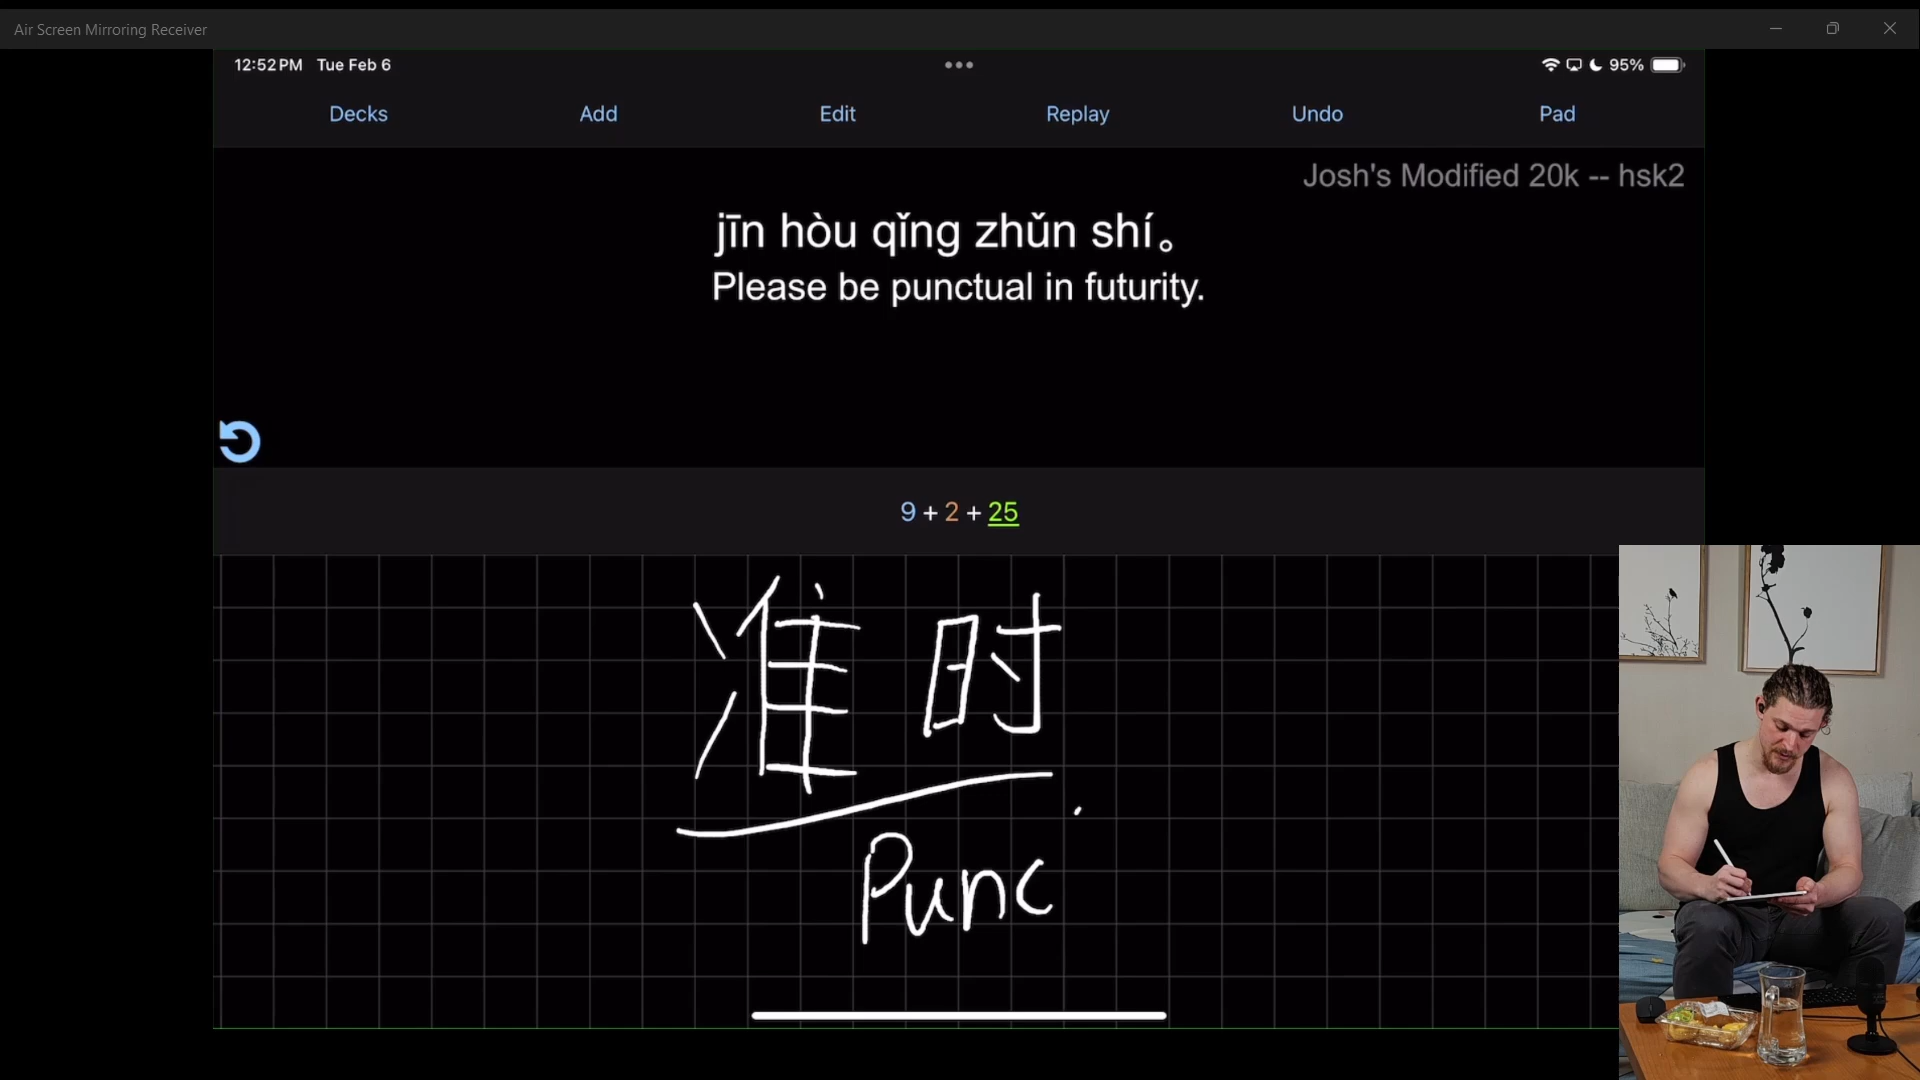 Air Screen Mirroring Receiver
12:52 PM Tue Feb 6
95%
Decks Add Edit Replay Undo Pad
Josh's Modified 20k -- hsk2
jīn hòu qǐng zhǔn shí。
Please be punctual in futurity.
9 + 2 + 25
准时
Punc